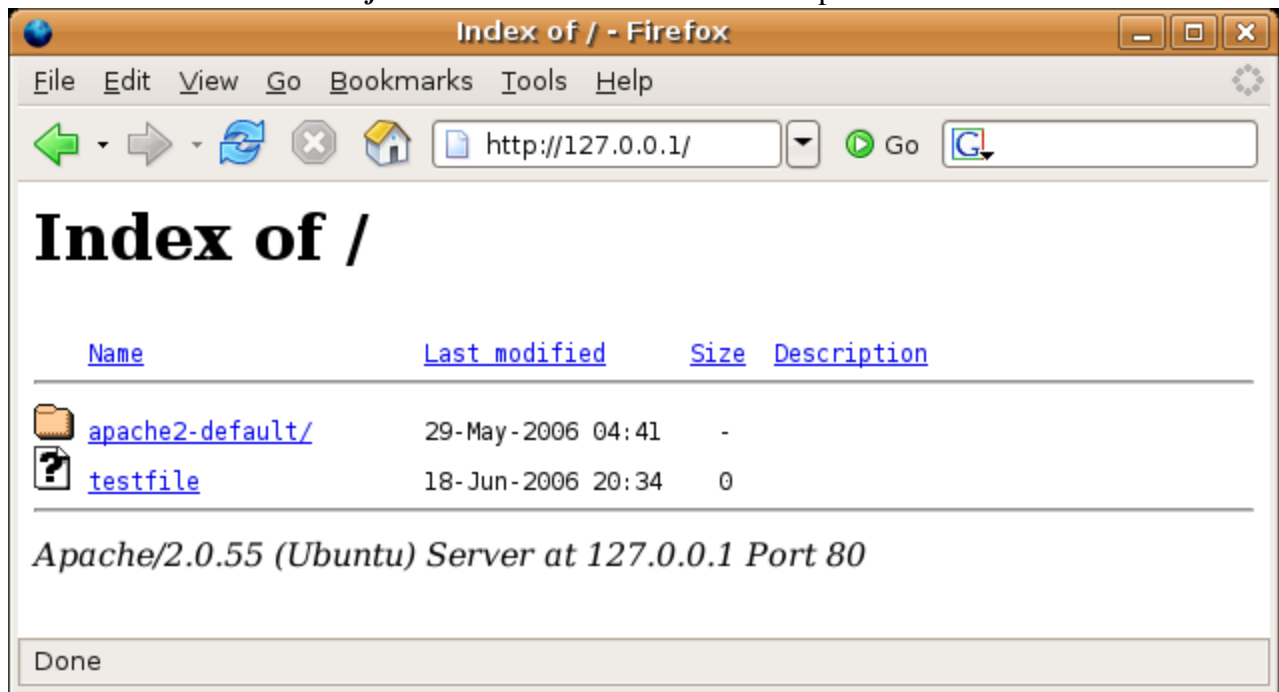 Index of / - Firefox
File Edit View Go Bookmarks Tools Help
http://127.0.0.1/ Go G
Index of /
Name Last modified Size Description
apache2-default/ 29-May-2006 04:41 -
? testfile 18-Jun-2006 20:34 0
Apache/2.0.55 (Ubuntu) Server at 127.0.0.1 Port 80
Done